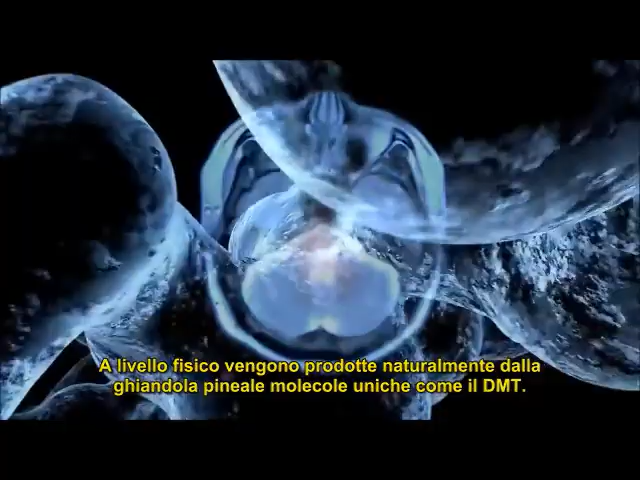 A livello fisico vengono prodotte naturalmente dalla
ghiandola pineale molecole uniche come il DMT.